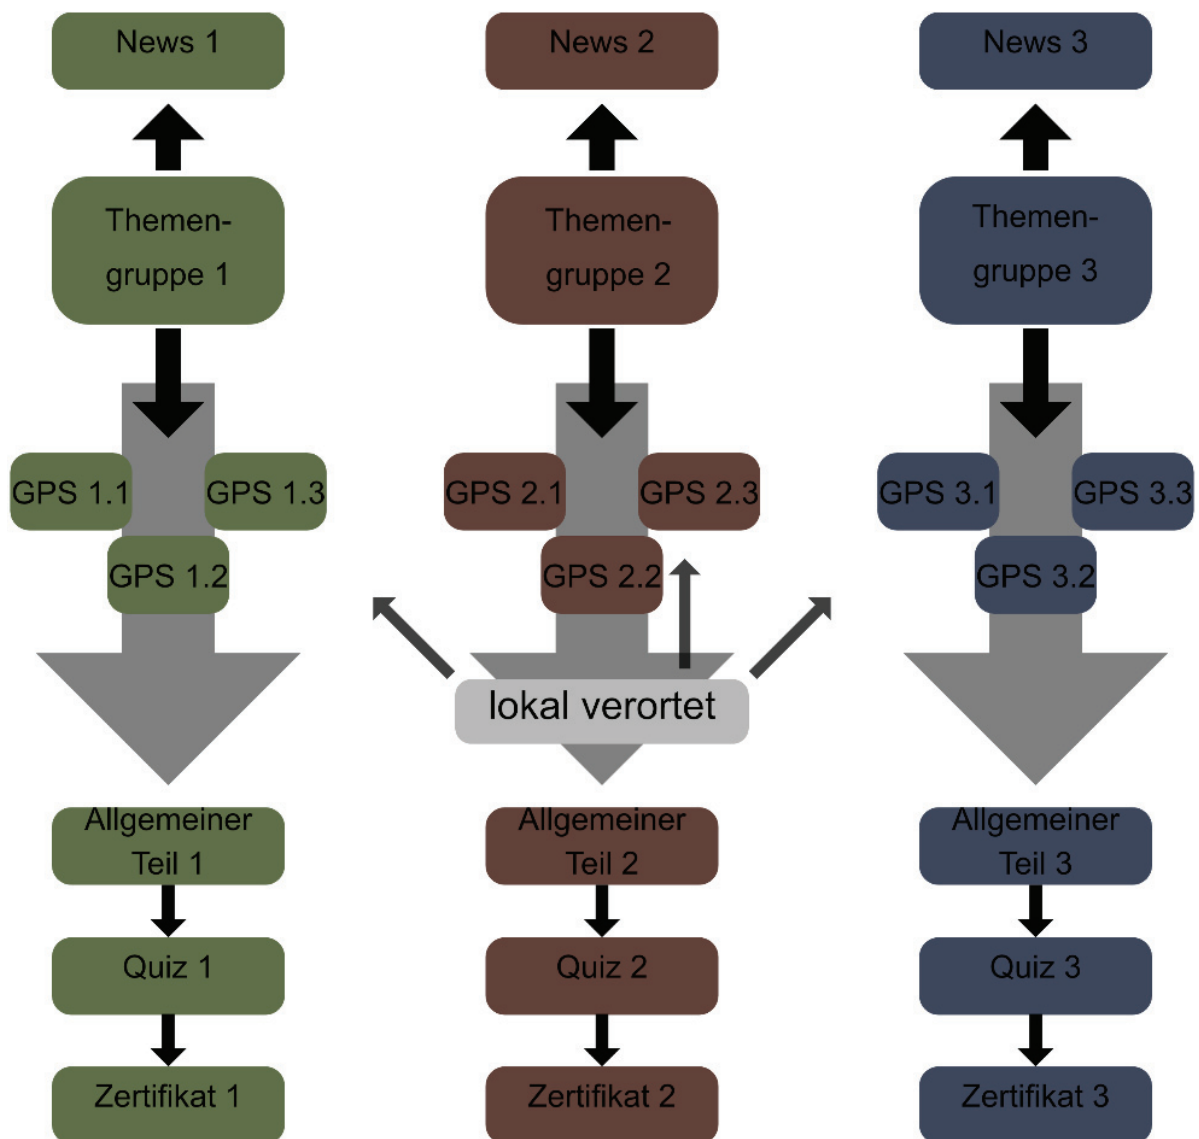 News 1
News 2
News 3
Themen-
gruppe 1
Themen-
gruppe 2
Themen-
gruppe 3
GPS 1.1
GPS 1.3
GPS 2.1
GPS 2.3
GPS 3.1
GPS 3.3
GPS 1.2
GPS 2.2
GPS 3.2
lokal verortet
Allgemeiner
Teil 1
Allgemeiner
Teil 2
Allgemeiner
Teil 3
Quiz 1
Quiz 2
Quiz 3
Zertifikat 1
Zertifikat 2
Zertifikat 3